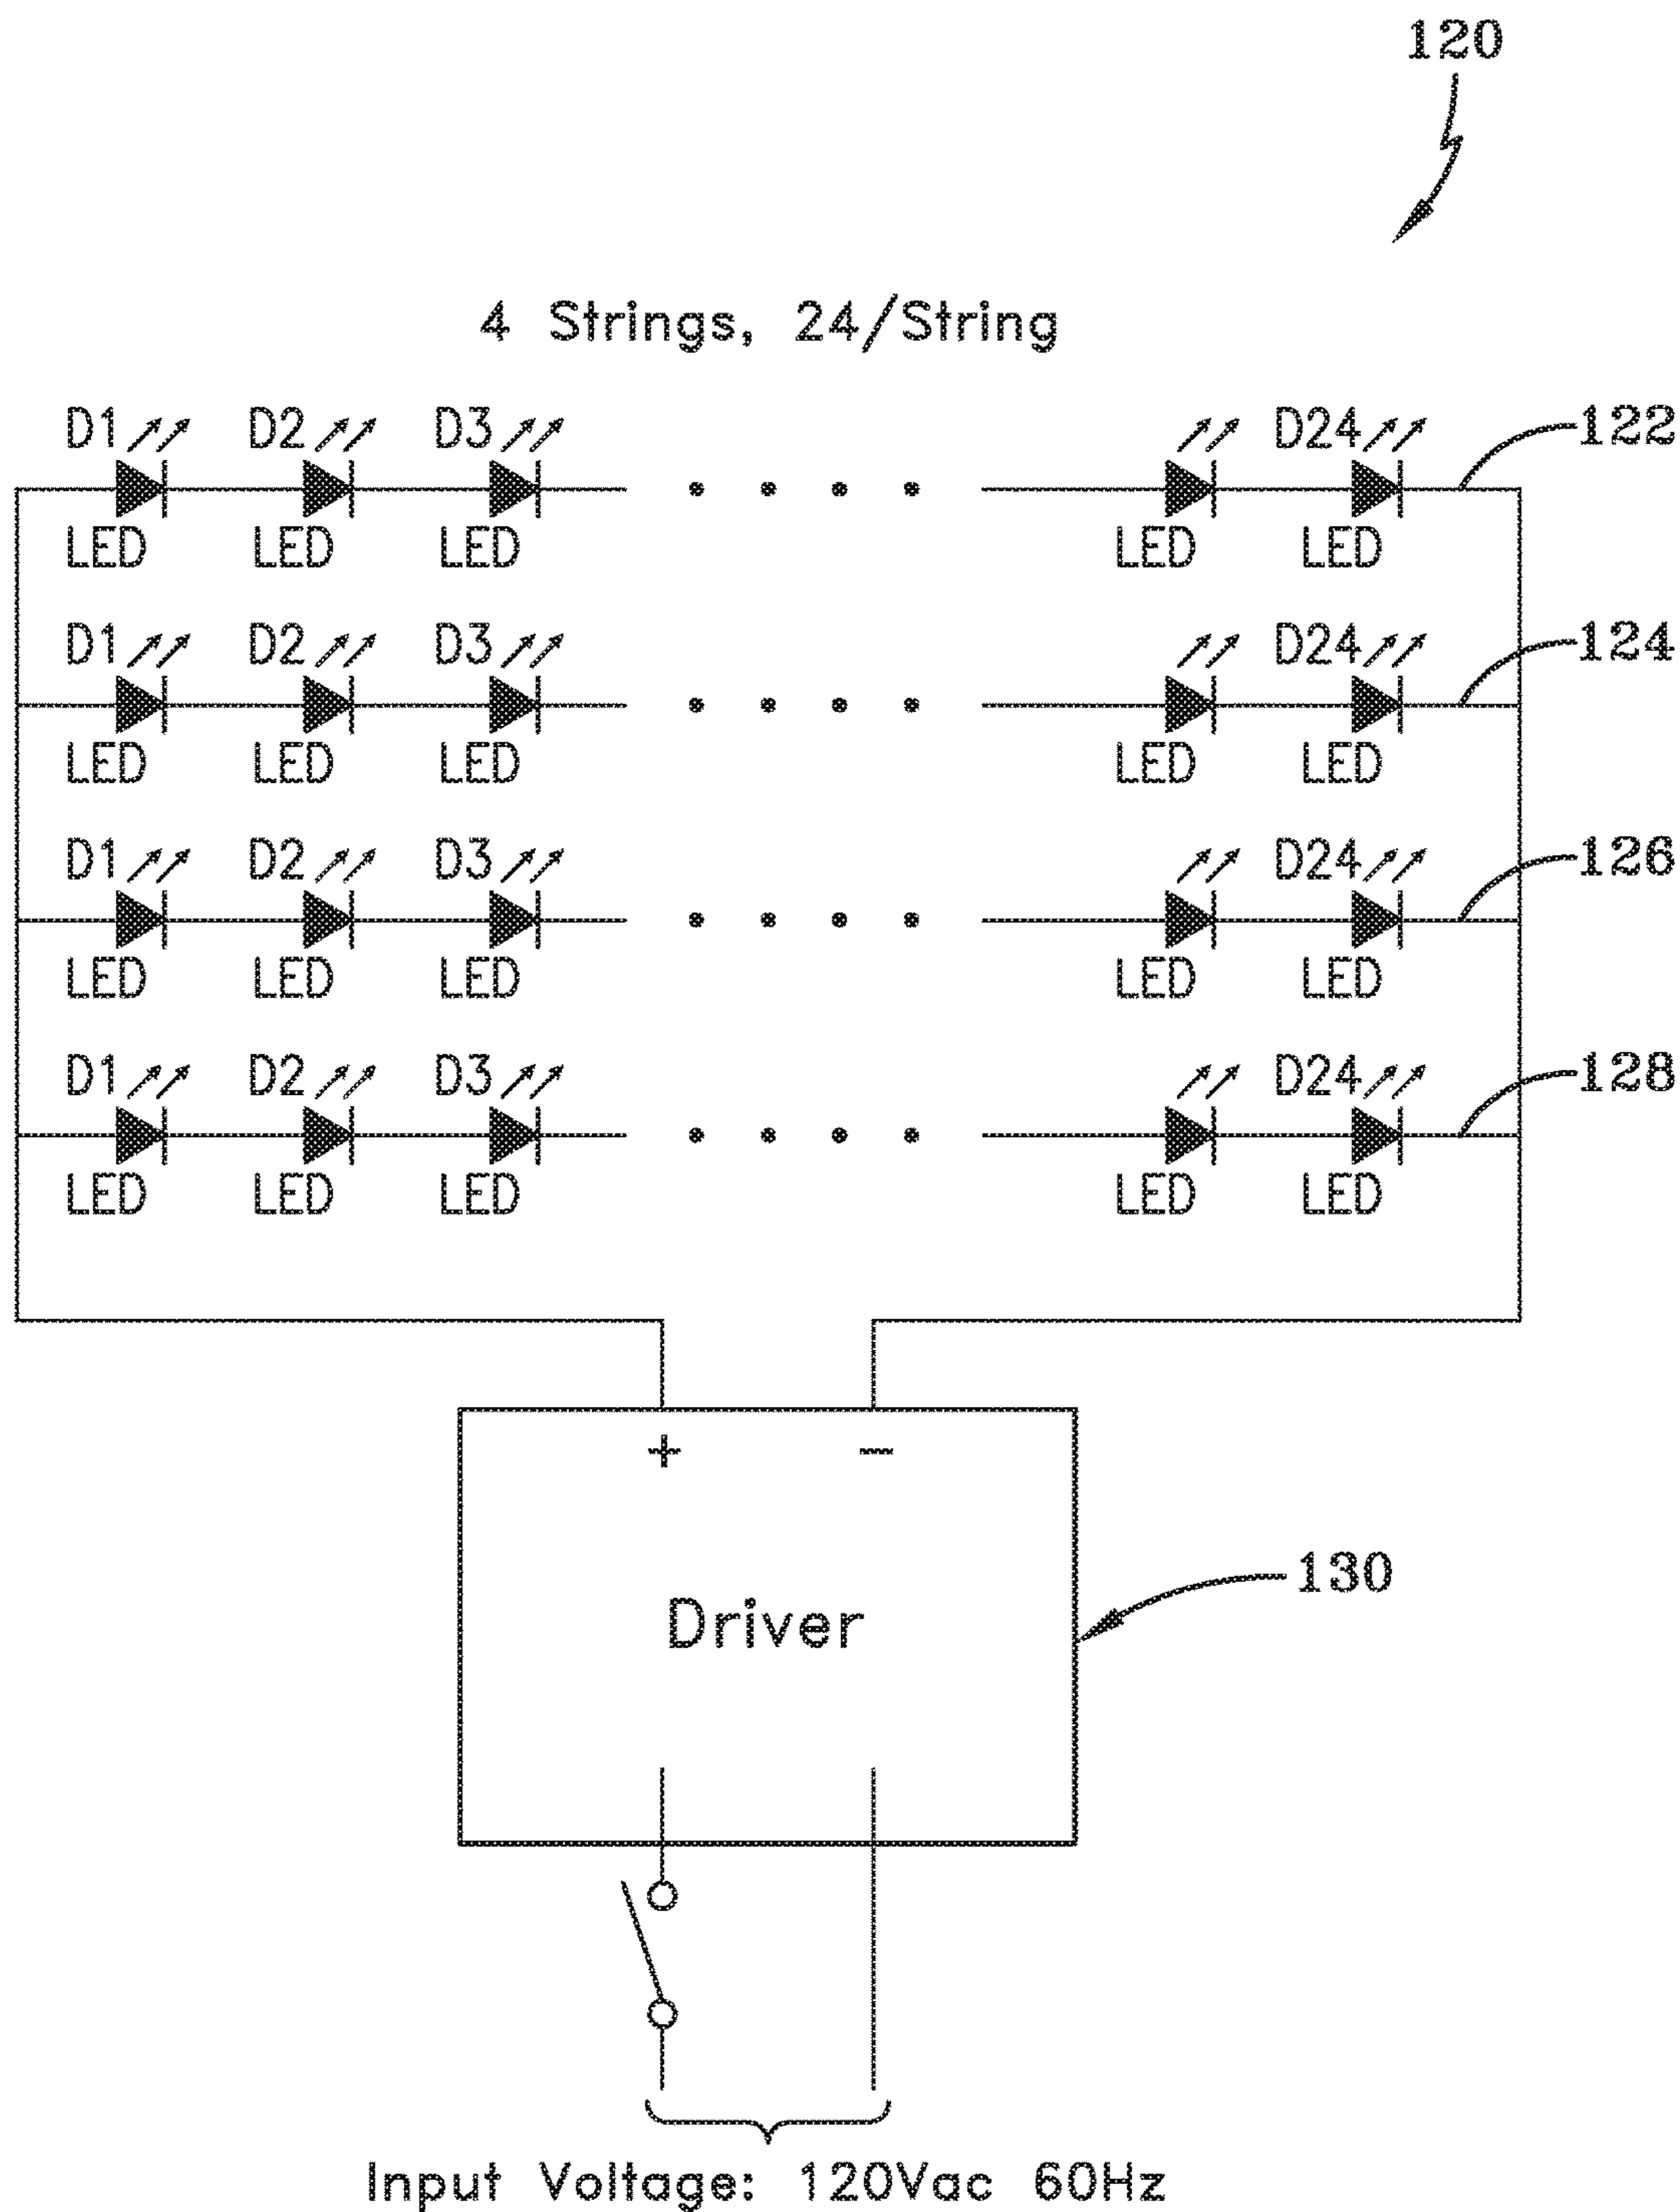 120
4 Strings, 24/String
D1 D2 D3 D24 122
LED LED LED LED LED
D1 D2 D3 D24 124
LED LED LED LED LED
D1 D2 D3 D24 126
LED LED LED LED LED
D1 D2 D3 D24 128
LED LED LED LED LED
+ −
Driver 130
Input Voltage: 120Vac 60Hz